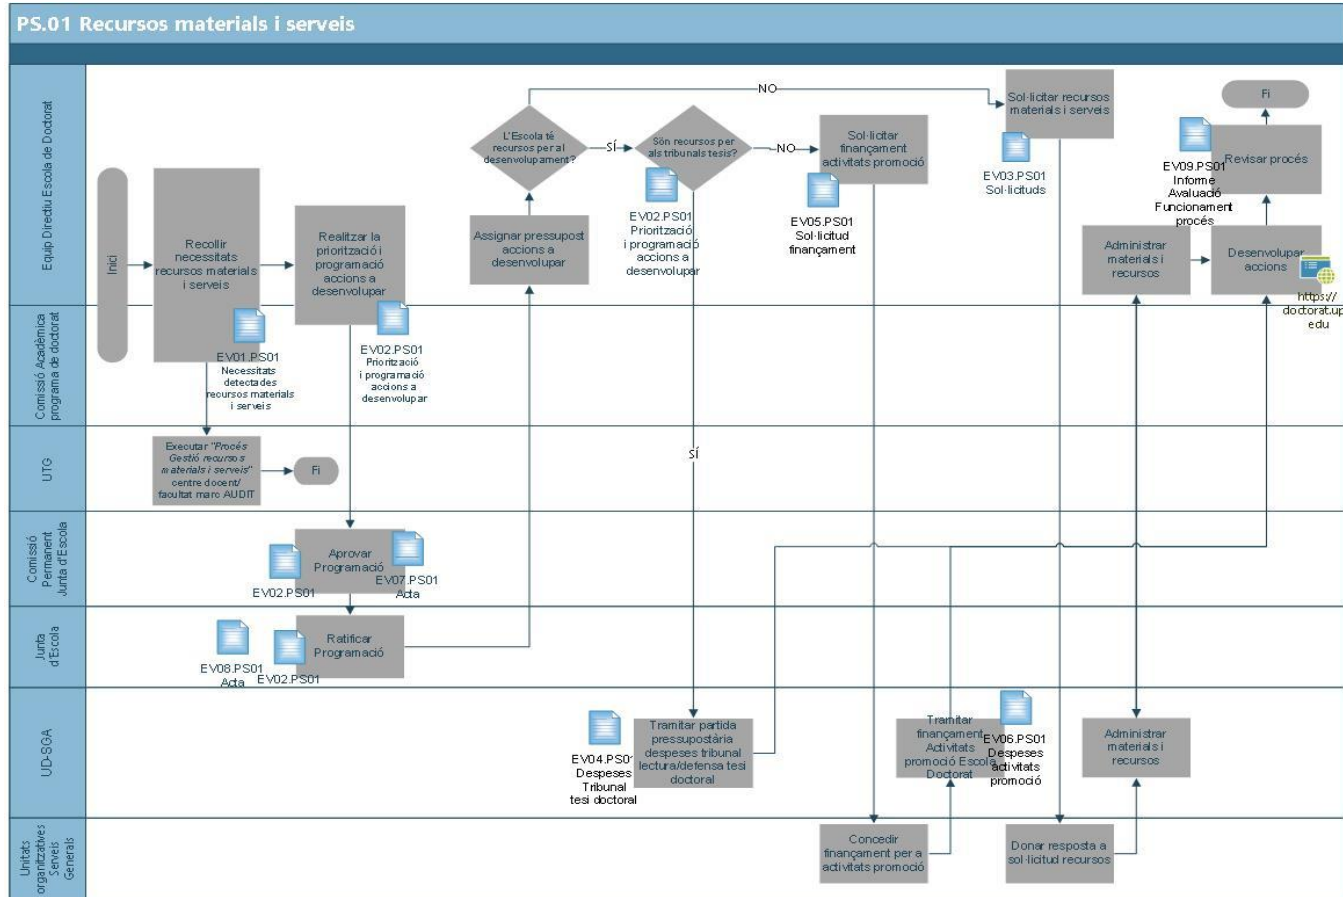 PS.01 Recursos materials i serveis
Equip Directiu Escola de Doctorat
Inici
Recollir
necessitats
recursos materials
i serveis
EV01.PS01
Necessitats
detectades
recursos materials
i serveis
Realitzar la
priorització i
programació
accions a
desenvolupar
EV02.PS01
Priorització
i programació
accions a
desenvolupar
L'Escola té
recursos per al
desenvolupament?
NO
SÍ
Assignar pressupost
accions a
desenvolupar
Són recursos per
als tribunals tesis?
NO
SÍ
EV02.PS01
Priorització
i programació
accions a
desenvolupar
Sol·licitar
finançament
activitats promoció
EV05.PS01
Sol·licitud
finançament
Sol·licitar recursos
materials i serveis
EV03.PS01
Sol·licituds
Administrar
materials i
recursos
Fi
Revisar procés
EV09.PS01
Informe
Avaluació
Funcionament
procés
Desenvolupar
accions
https://
doctorat.up
edu
Comissió Acadèmica
programa de doctorat
UTG
Executar "Procés
Gestió recursos
materials i serveis"
centre docent/
facultat marc AUDIT
Fi
Comissió
Permanent
Junta d'Escola
Aprovar
Programació
EV02.PS01
EV07.PS01
Acta
Junta
d'Escola
Ratificar
Programació
EV08.PS01
Acta
EV02.PS01
UD-SGA
EV04.PS01
Despeses
Tribunal
tesi doctoral
Tramitar partida
pressupostària
despeses tribunal
lectura/defensa tesi
doctoral
Tramitar
finançament
Activitats
promoció Escola
Doctorat
EV06.PS01
Despeses
activitats
promoció
Administrar
materials i
recursos
Unitats
organitzatives
Serveis
Generals
Concedir
finançament per a
activitats promoció
Donar resposta a
sol·licitud recursos